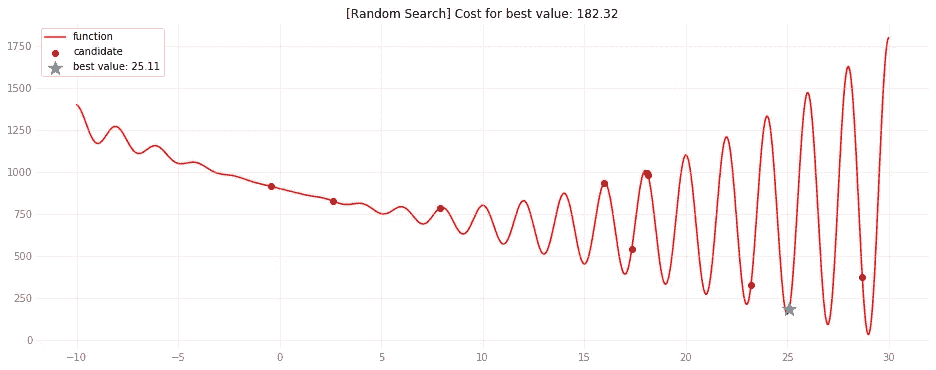 [Random Search] Cost for best value: 182.32
function
candidate
best value: 25.11
1750
1500
1250
1000
750
500
250
0
−10 −5 0 5 10 15 20 25 30